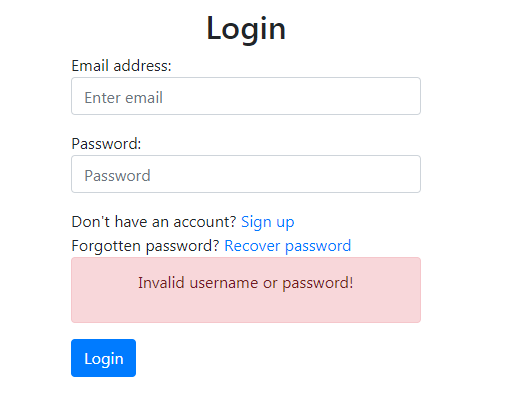 Login
Email address:
Enter email
Password:
Password
Don't have an account? Sign up
Forgotten password? Recover password
Invalid username or password!
Login